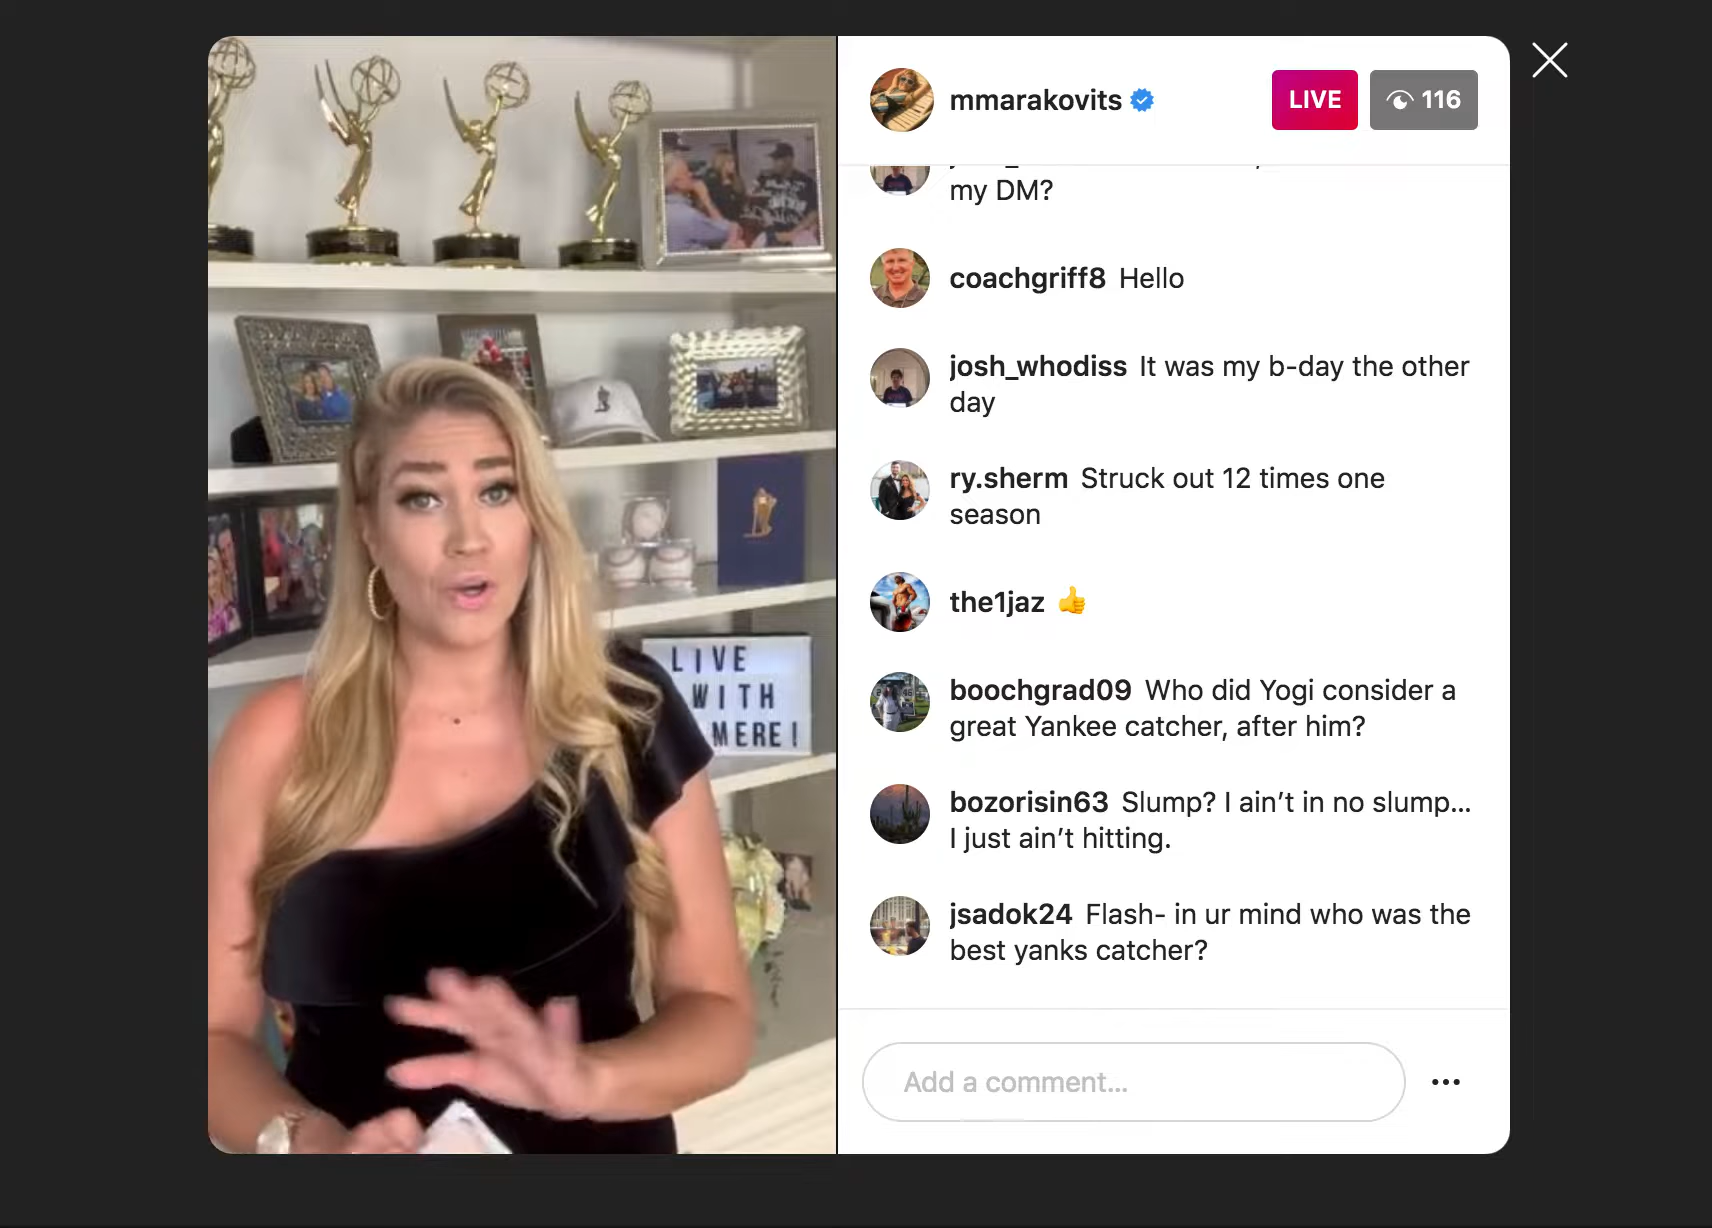 LIVE
WITH
MERE!
mmarakovits
LIVE
116
my DM?
coachgriff8 Hello
josh_whodiss It was my b-day the other
day
ry.sherm Struck out 12 times one
season
the1jaz 👍
boochgrad09 Who did Yogi consider a
great Yankee catcher, after him?
bozorisin63 Slump? I ain’t in no slump...
I just ain’t hitting.
jsadok24 Flash- in ur mind who was the
best yanks catcher?
Add a comment...